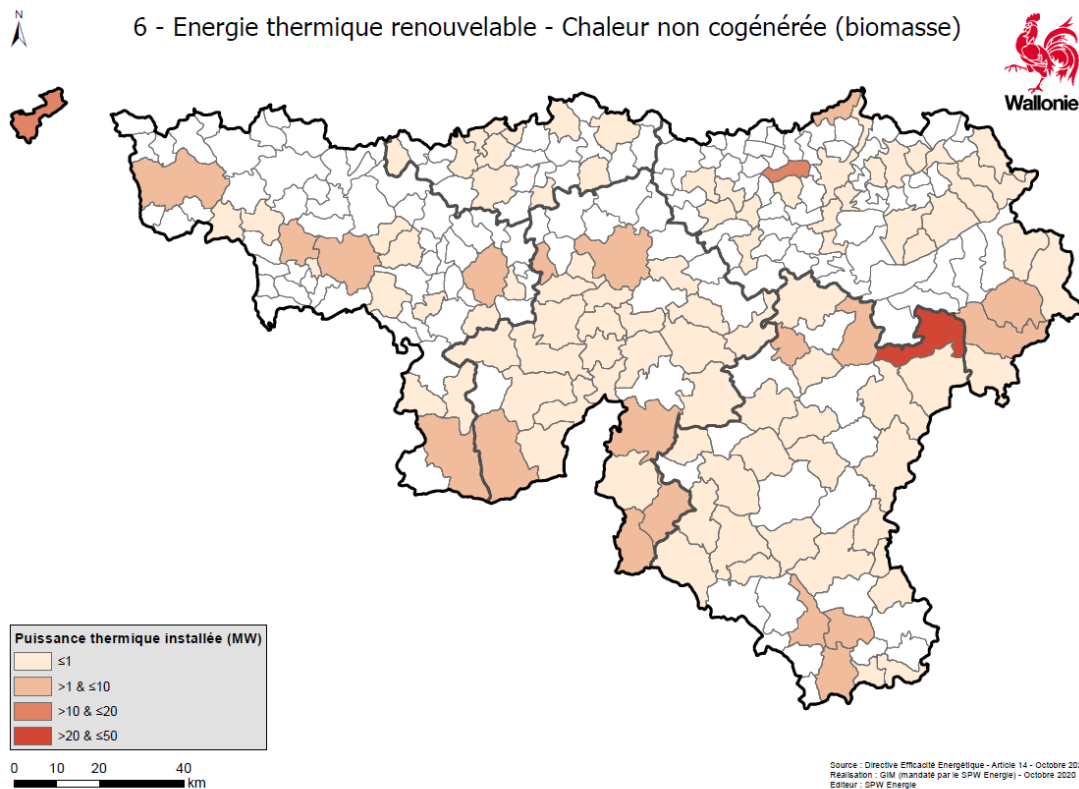 N
6 - Energie thermique renouvelable - Chaleur non cogénérée (biomasse)
Wallonie
Puissance thermique installée (MW)
≤1
>1 & ≤10
>10 & ≤20
>20 & ≤50
0 10 20 40
km
Source : Directive Efficacité Energétique - Article 14 - Octobre
Réalisation : GIM (mandaté par le SPW Energie) - Octobre 2020
Editeur : SPW Energie